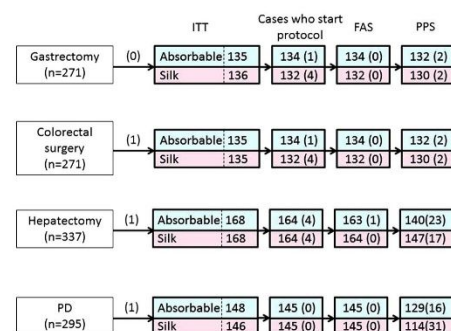 ITT
Cases who start
protocol
FAS
PPS
Gastrectomy
(n=271)
(0)
Absorbable 135 134 (1) 134 (0) 132 (2)
Silk 136 132 (4) 132 (0) 130 (2)
Colorectal
surgery
(n=271)
(1)
Absorbable 135 134 (1) 134 (0) 132 (2)
Silk 135 132 (4) 132 (0) 130 (2)
Hepatectomy
(n=337)
(1)
Absorbable 168 164 (4) 163 (1) 140(23)
Silk 168 164 (4) 164 (0) 147(17)
PD
(n=295)
(1)
Absorbable 148 145 (0) 145 (0) 129(16)
Silk 146 145 (0) 145 (0) 114(31)